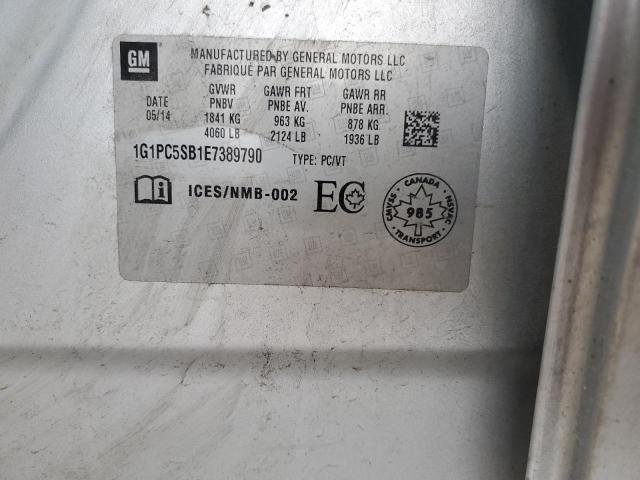 GM
MANUFACTURED BY GENERAL MOTORS LLC
FABRIQUÉ PAR GENERAL MOTORS LLC
GVWR GAWR FRT GAWR RR
DATE PNBV PNBE AV. PNBE ARR.
05/14 1841 KG 963 KG 878 KG
4060 LB 2124 LB 1936 LB
1G1PC5SB1E7389790 TYPE: PC/VT
ICES/NMB-002 EC
CANADA
CMVSS 985 NSVAC
TRANSPORT